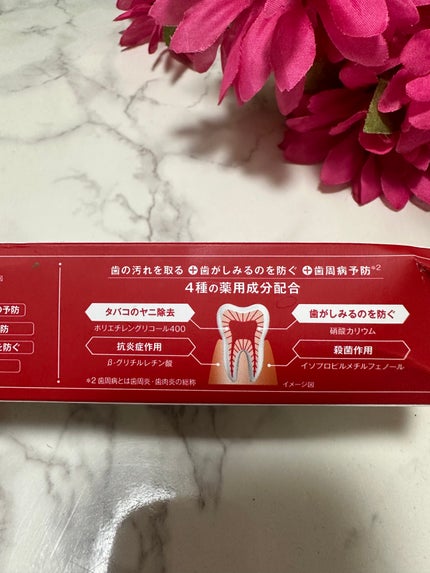 歯の汚れを取る ✚歯がしみるのを防ぐ ✚歯周病予防※2
4種の薬用成分配合
タバコのヤニ除去
ポリエチレングリコール400
抗炎症作用
β-グリチルレチン酸
歯がしみるのを防ぐ
硝酸カリウム
殺菌作用
イソプロピルメチルフェノール
※2 歯周病とは歯周炎・歯肉炎の総称
イメージ図
の予防
防
を防ぐ